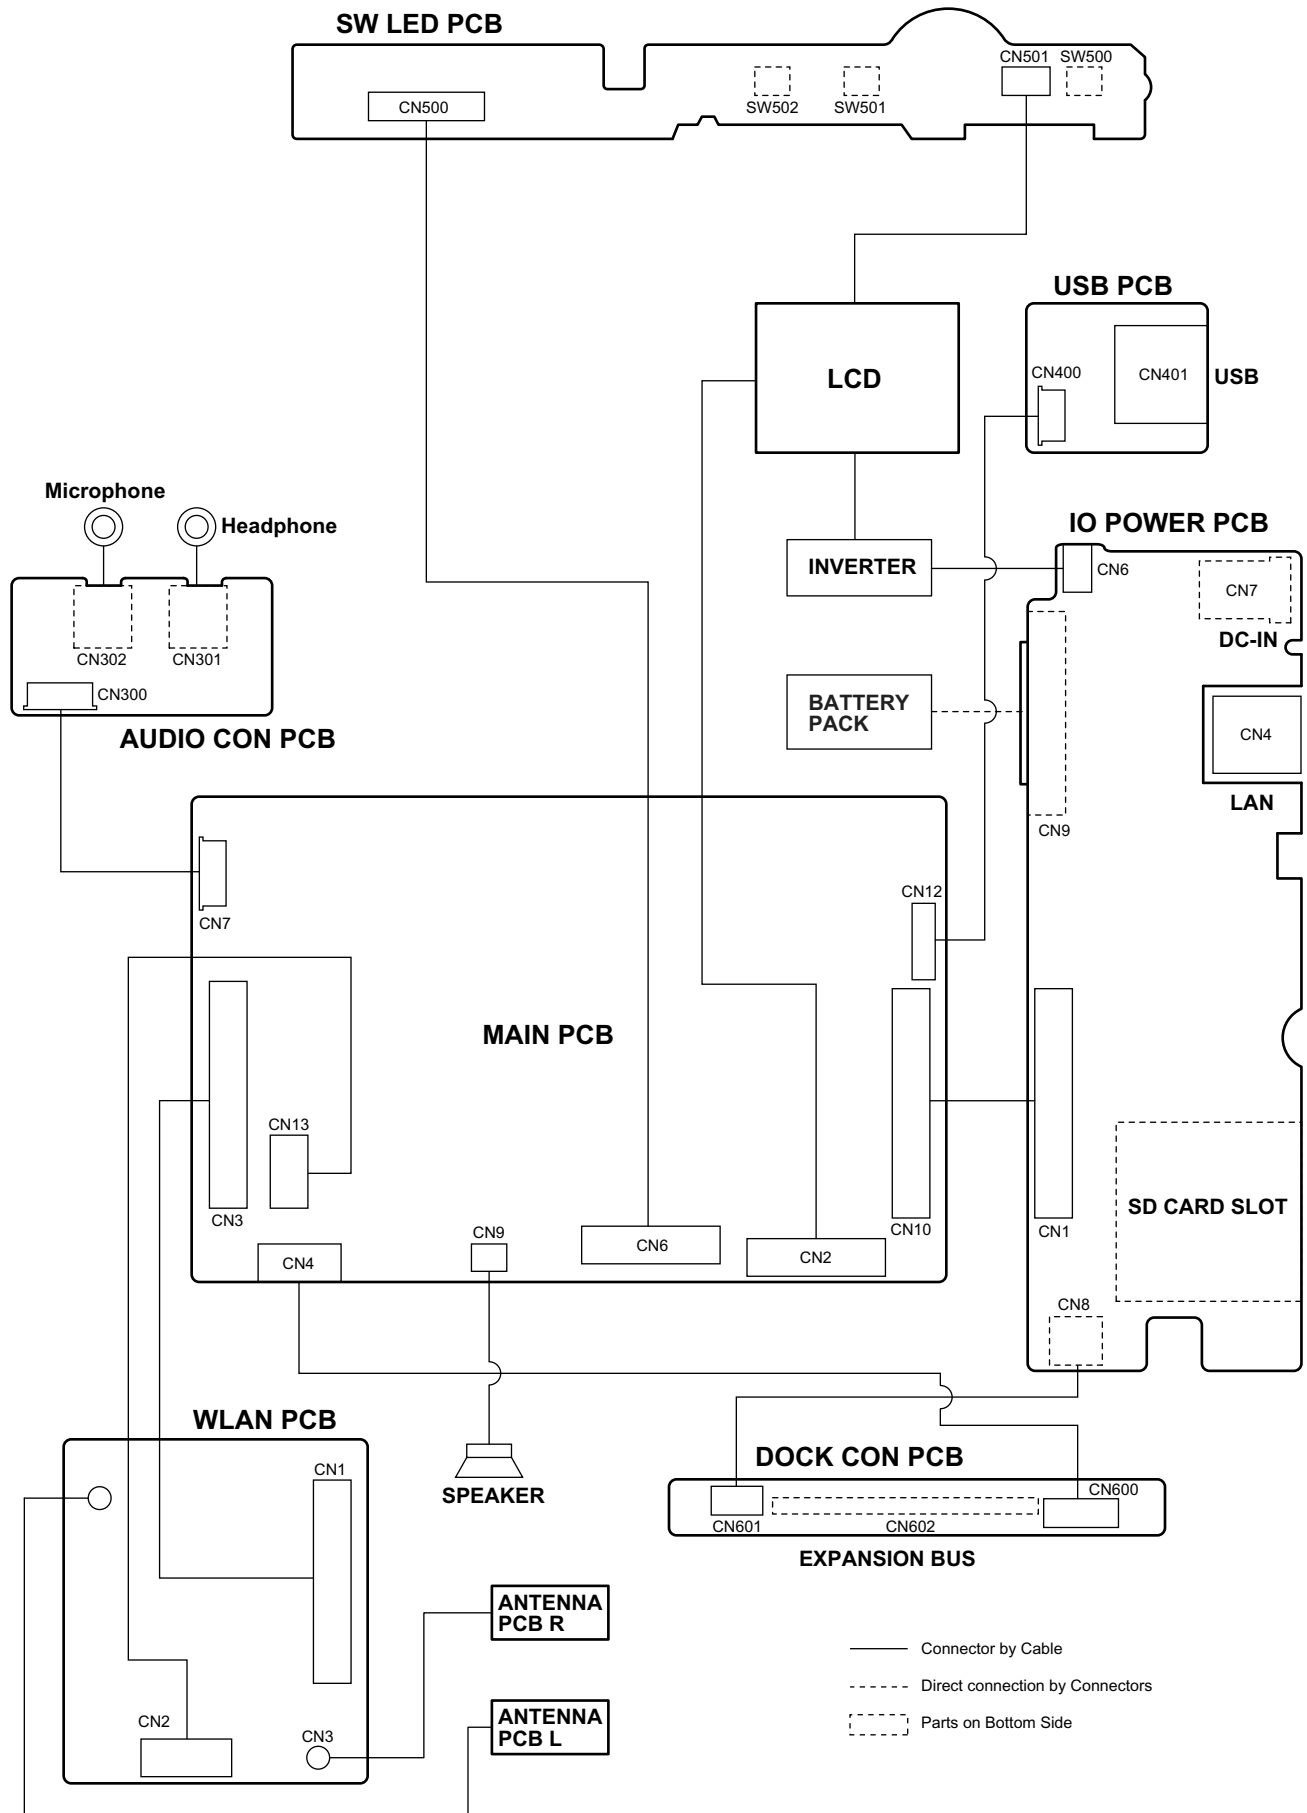 SW LED PCB
CN500
SW502
SW501
CN501
SW500
LCD
USB PCB
CN400
CN401
USB
Microphone
Headphone
CN302
CN301
CN300
AUDIO CON PCB
INVERTER
BATTERY
PACK
IO POWER PCB
CN6
CN7
DC-IN
CN4
LAN
CN9
CN7
CN12
MAIN PCB
CN13
CN3
CN4
CN9
CN6
CN2
CN10
CN1
SD CARD SLOT
CN8
WLAN PCB
CN1
CN2
CN3
SPEAKER
DOCK CON PCB
CN601
CN602
CN600
EXPANSION BUS
ANTENNA
PCB R
ANTENNA
PCB L
Connector by Cable
Direct connection by Connectors
Parts on Bottom Side